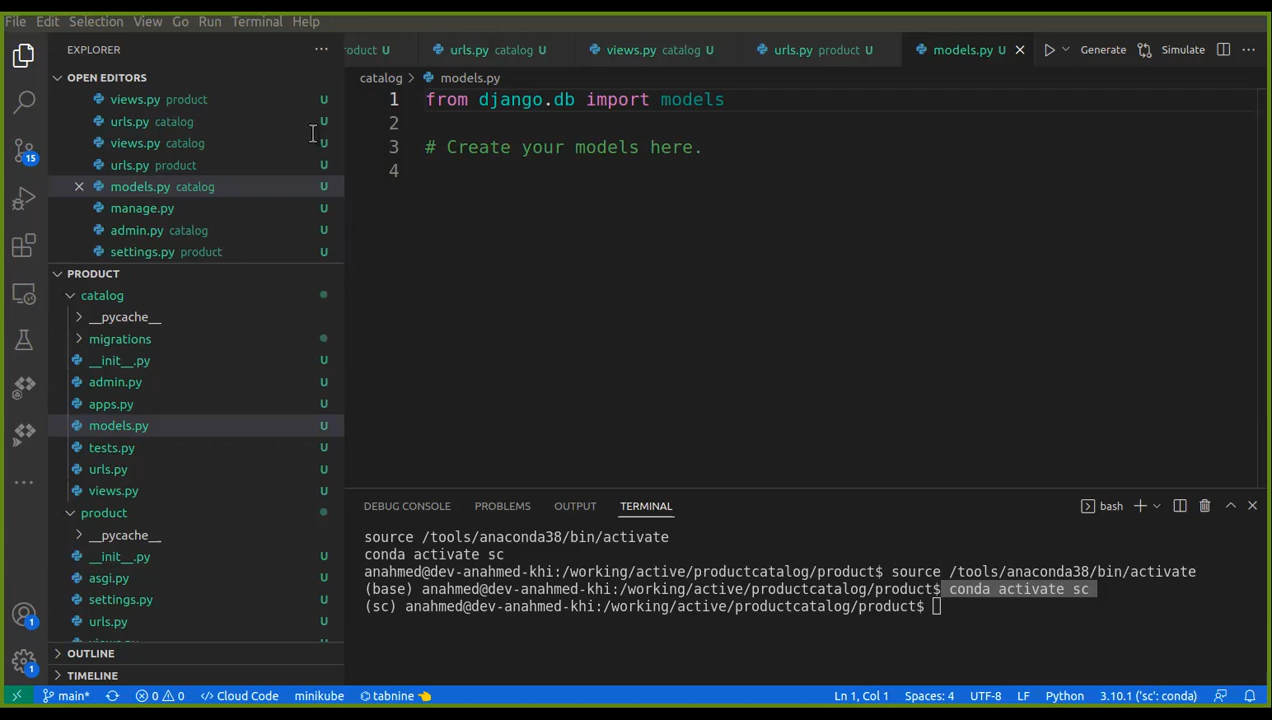 File Edit Selection View Go Run Terminal Help
EXPLORER
roduct U
urls.py catalog U
views.py catalog U
urls.py product U
models.py U
Generate
Simulate
OPEN EDITORS
views.py product U
urls.py catalog U
views.py catalog U
urls.py product U
models.py catalog U
manage.py U
admin.py catalog U
settings.py product U
PRODUCT
catalog
__pycache__
migrations
__init__.py U
admin.py U
apps.py U
models.py U
tests.py U
urls.py U
views.py U
product
__pycache__
__init__.py U
asgi.py U
settings.py U
urls.py U
OUTLINE
TIMELINE
15
1
1
catalog > models.py
1 from django.db import models
2
3 # Create your models here.
4
DEBUG CONSOLE PROBLEMS OUTPUT TERMINAL
bash
source /tools/anaconda38/bin/activate
conda activate sc
anahmed@dev-anahmed-khi:/working/active/productcatalog/product$ source /tools/anaconda38/bin/activate
(base) anahmed@dev-anahmed-khi:/working/active/productcatalog/product$ conda activate sc
(sc) anahmed@dev-anahmed-khi:/working/active/productcatalog/product$
main* 0 0 Cloud Code minikube tabnine Ln 1, Col 1 Spaces: 4 UTF-8 LF Python 3.10.1 ('sc': conda)